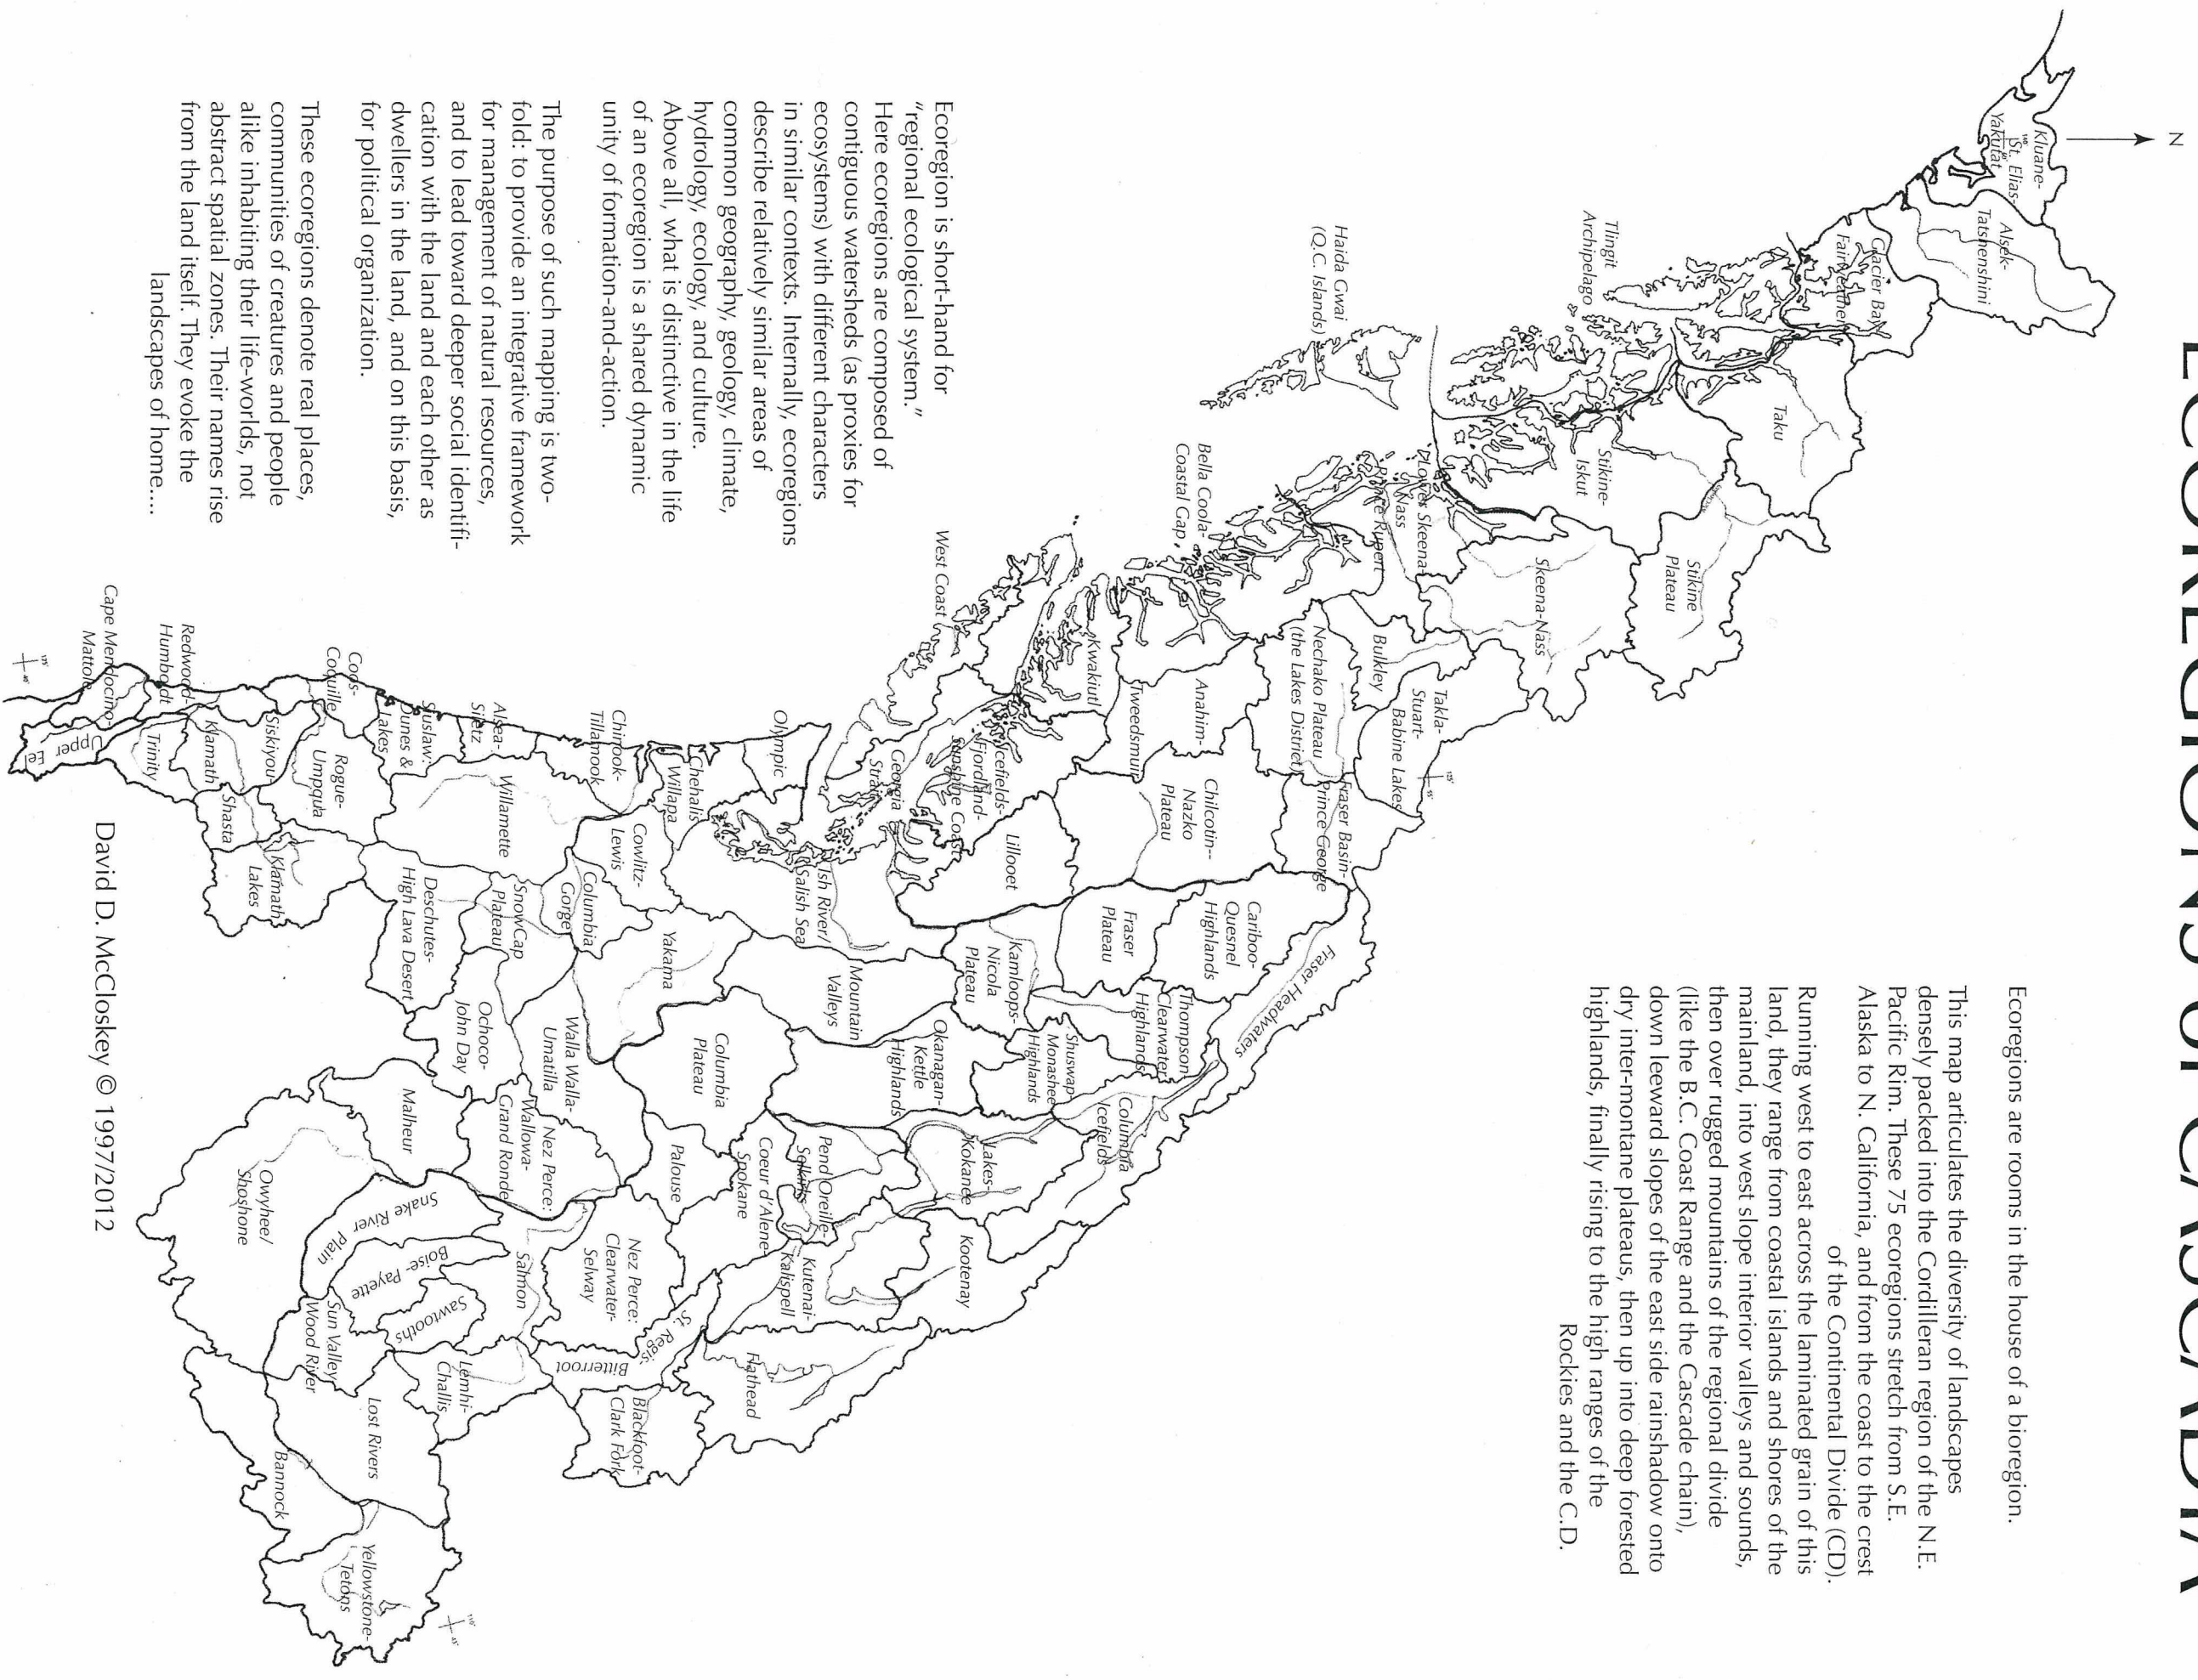 ECOREGIONS OF CASCADIA
N
Ecoregions are rooms in the house of a bioregion.
This map articulates the diversity of landscapes
densely packed into the Cordilleran region of the N.E.
Pacific Rim. These 75 ecoregions stretch from S.E.
Alaska to N. California, and from the coast to the crest
of the Continental Divide (CD).
Running west to east across the laminated grain of this
land, they range from coastal islands and shores of the
mainland, into west slope interior valleys and sounds,
then over rugged mountains of the regional divide
(like the B.C. Coast Range and the Cascade chain),
down leeward slopes of the east side rainshadow onto
dry inter-montane plateaus, then up into deep forested
highlands, finally rising to the high ranges of the
Rockies and the C.D.
Kluane-
St. Elias-
Yakutat
140°
60°
Alsek-
Tatshenshini
Glacier Bay
Fairweather
Tlingit
Archipelago
Taku
Stikine-
Iskut
Stikine
Plateau
Haida Gwai
(Q.C. Islands)
Lower Skeena-
Nass
Prince Rupert
Skeena-Nass
Bella Coola-
Coastal Gap
Bulkley
Takla-
Stuart-
Babine Lakes
125°
55°
Nechako Plateau
(the Lakes District)
Fraser Basin-
Prince George
Fraser Headwaters
Anahim-
Tweedsmuir
Chilcotin--
Nazko
Plateau
Cariboo-
Quesnel
Highlands
Fraser
Plateau
Thompson
Clearwater
Highlands
West Coast
Kwakiutl
Icefields-
Fjordland-
Sunshine Coast
Lilloet
Kamloops-
Nicola
Plateau
Shuswap
Monashee
Highlands
Columbia
Icefields
Georgia
Strait
Ish River/
Salish Sea
Mountain
Valleys
Okanagan-
Kettle
Highlands
Lakes-
Kokanee
Kootenay
Olympic
Chehalis
Willapa
Cowlitz-
Lewis
Yakama
Columbia
Plateau
Pend Oreille-
Selkirks
Coeur d'Alene
Spokane
Kutenai-
Kalispell
Flathead
Chinook-
Tillamook
Columbia
Gorge
Walla Walla-
Umatilla
Palouse
Nez Perce:
Clearwater-
Selway
St. Regis-
Bitterroot
Blackfoot-
Clark Fork
Alsea-
Siletz
Willamette
SnowCap
Plateau
Ochoco-
John Day
Nez Perce:
Wallowa-
Grand Ronde
Salmon
Lemhi-
Challis
Siuslaw:
Dunes &
Lakes
Deschutes-
High Lava Desert
Malheur
Snake River
Plain
Boise- Payette
Sawtooths
Sun Valley
Wood River
Lost Rivers
Coos-
Coquille
Rogue-
Umpquh
Klamath
Lakes
Owyhee/
Shoshone
Bannock
Yellowstone-
Tetons
110°
45°
Siskiyou
Klamath
Shasta
Redwood-
Humboldt
Trinity
Cape Mendocino-
Mattole
Upper
Eel
125°
40°
Ecoregion is short-hand for
“regional ecological system.”
Here ecoregions are composed of
contiguous watersheds (as proxies for
ecosystems) with different characters
in similar contexts. Internally, ecoregions
describe relatively similar areas of
common geography, geology, climate,
hydrology, ecology, and culture.
Above all, what is distinctive in the life
of an ecoregion is a shared dynamic
unity of formation-and-action.
The purpose of such mapping is two-
fold: to provide an integrative framework
for management of natural resources,
and to lead toward deeper social identifi-
cation with the land and each other as
dwellers in the land, and on this basis,
for political organization.
These ecoregions denote real places,
communities of creatures and people
alike inhabiting their life-worlds, not
abstract spatial zones. Their names rise
from the land itself. They evoke the
landscapes of home....
David D. McCloskey © 1997/2012